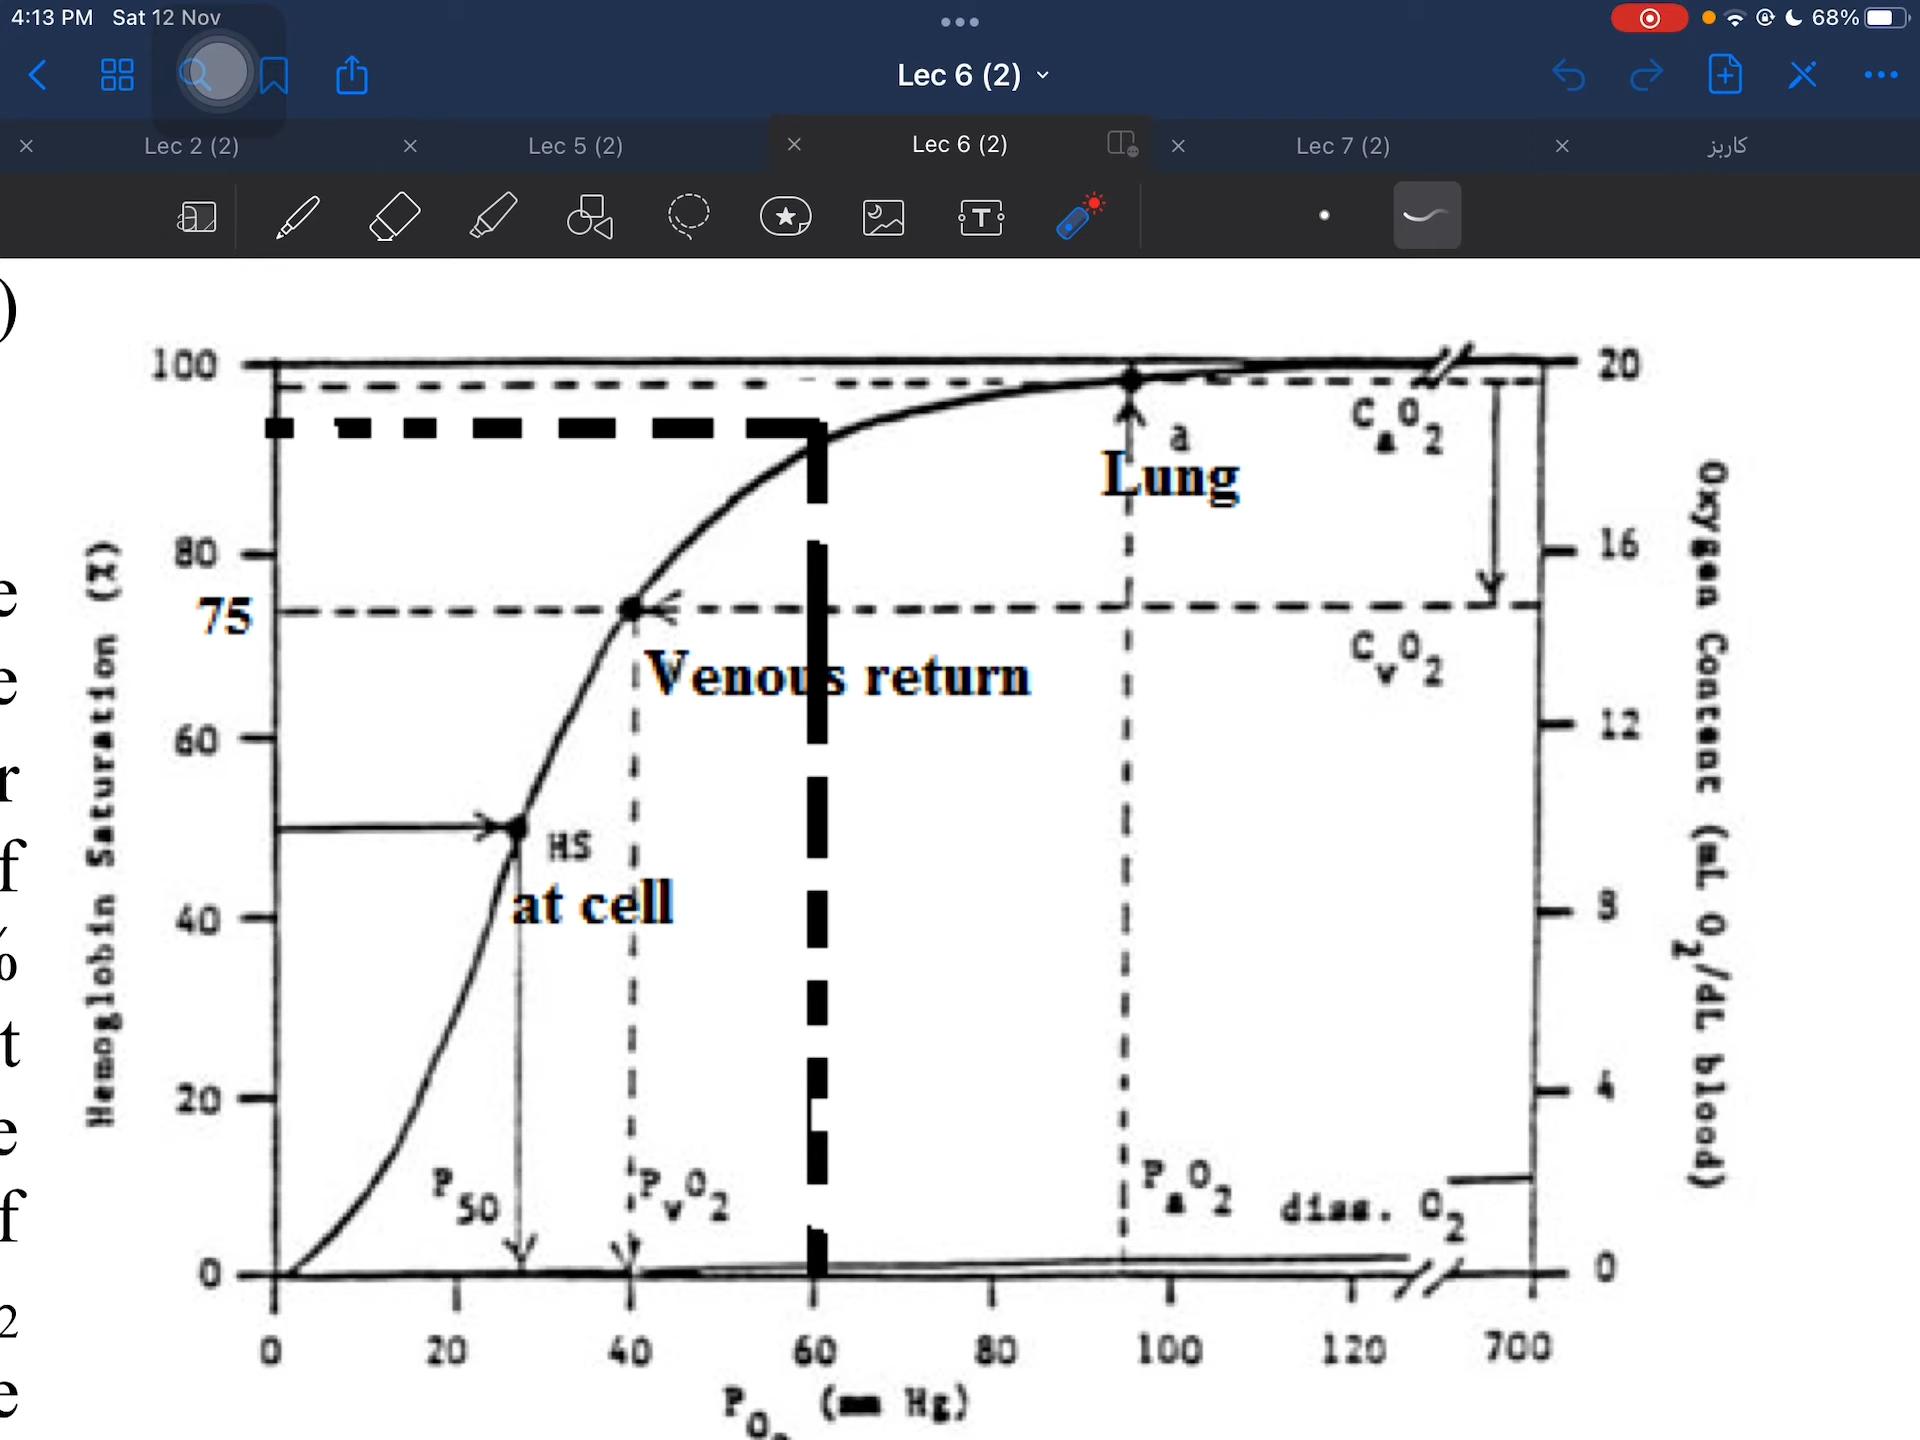 4:13 PM Sat 12 Nov
68%
Lec 6 (2)
Lec 2 (2)
Lec 5 (2)
Lec 6 (2)
Lec 7 (2)
كاربز
)
e
e
r
f
%
t
e
f
2
e
Hemoglobin Saturation (%)
100
80
75
60
40
20
0
CaO2
a
Lung
Venous return
CvO2
HS
at cell
P50
PvO2
PaO2
diss. O2
20
16
12
8
4
0
Oxygen Content (mL O2/dL blood)
0 20 40 60 80 100 120 700
PO2 (mm Hg)